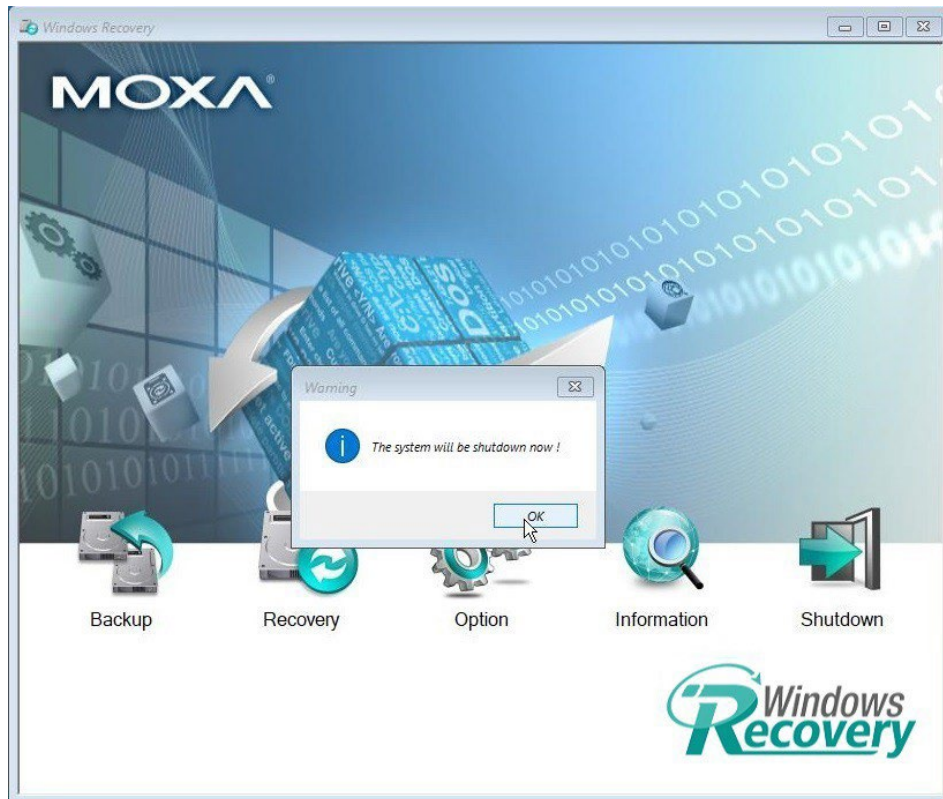 Windows Recovery
MOXA®
Warning
The system will be shutdown now !
OK
Backup
Recovery
Option
Information
Shutdown
Windows
Recovery